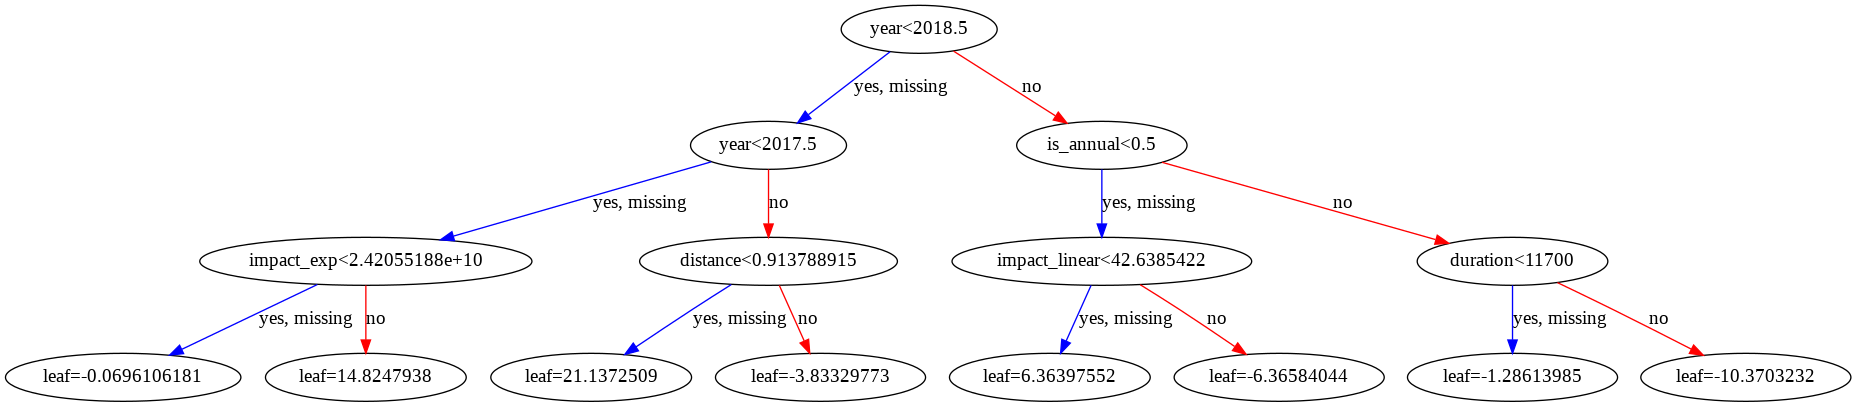 year<2018.5
yes, missing
no
year<2017.5
is_annual<0.5
yes, missing
no
yes, missing
no
impact_exp<2.42055188e+10
distance<0.913788915
impact_linear<42.6385422
duration<11700
yes, missing
no
yes, missing
no
yes, missing
no
yes, missing
no
leaf=-0.0696106181
leaf=14.8247938
leaf=21.1372509
leaf=-3.83329773
leaf=6.36397552
leaf=-6.36584044
leaf=-1.28613985
leaf=-10.3703232